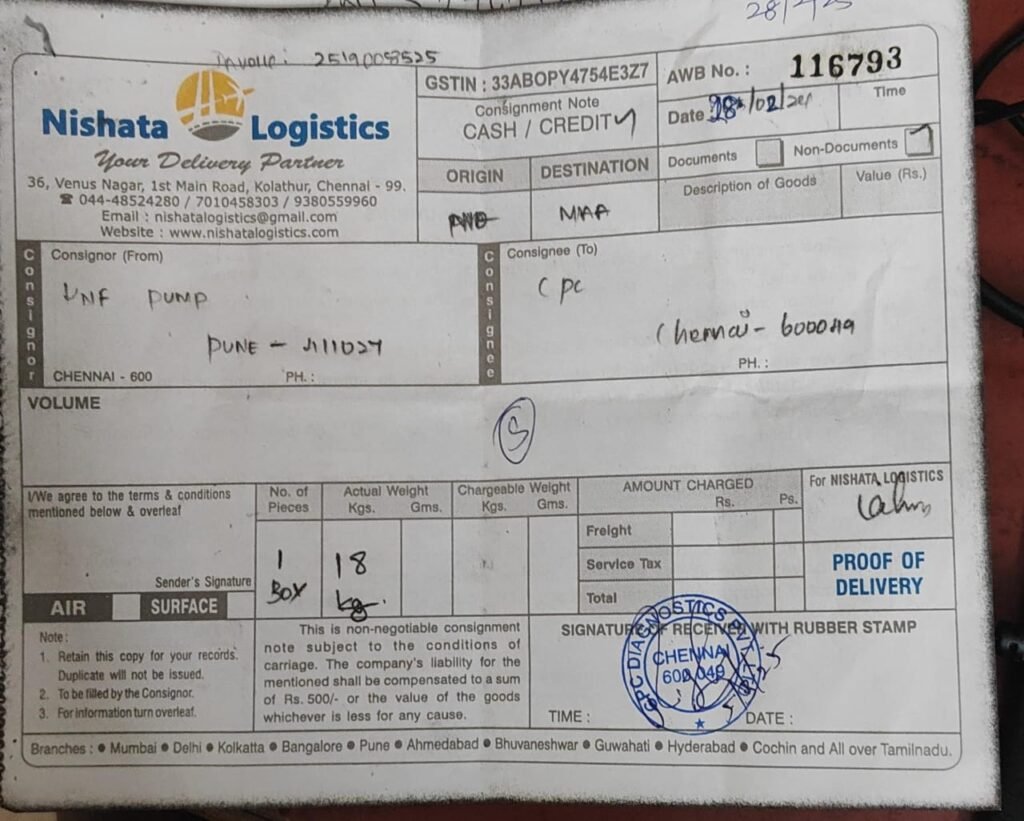 28/2/25
Invoice: 2519008525
Nishata Logistics
Your Delivery Partner
36, Venus Nagar, 1st Main Road, Kolathur, Chennai - 99.
☎ 044-48524280 / 7010458303 / 9380559960
Email : nishatalogistics@gmail.com
Website : www.nishatalogistics.com
GSTIN : 33ABOPY4754E3Z7
Consignment Note
CASH / CREDIT
AWB No. : 116793
Date 28/02/
Time
ORIGIN
DESTINATION
MAA
Documents
Non-Documents
Description of Goods
Value (Rs.)
Consignor
Consignor (From)
KNF PUMP
PUNE - 411027
CHENNAI - 600
PH. :
Consignee
Consignee (To)
CPC
Chennai - 600049
PH. :
VOLUME
S
I/We agree to the terms & conditions
mentioned below & overleaf
Sender's Signature
AIR
SURFACE
No. of
Pieces
1
BOX
Actual Weight
Kgs. Gms.
18
kg.
Chargeable Weight
Kgs. Gms.
AMOUNT CHARGED
Rs. Ps.
Freight
Service Tax
Total
For NISHATA LOGISTICS
PROOF OF
DELIVERY
Note :
1. Retain this copy for your records.
Duplicate will not be issued.
2. To be filled by the Consignor.
3. For information turn overleaf.
This is non-negotiable consignment
note subject to the conditions of
carriage. The company's liability for the
mentioned shall be compensated to a sum
of Rs. 500/- or the value of the goods
whichever is less for any cause.
SIGNATURE OF RECEIVER WITH RUBBER STAMP
CPC DIAGNOSTICS PVT. LTD.
CHENNAI
600 049
TIME :
DATE :
Branches : ● Mumbai ● Delhi ● Kolkatta ● Bangalore ● Pune ● Ahmedabad ● Bhuvaneshwar ● Guwahati ● Hyderabad ● Cochin and All over Tamilnadu.